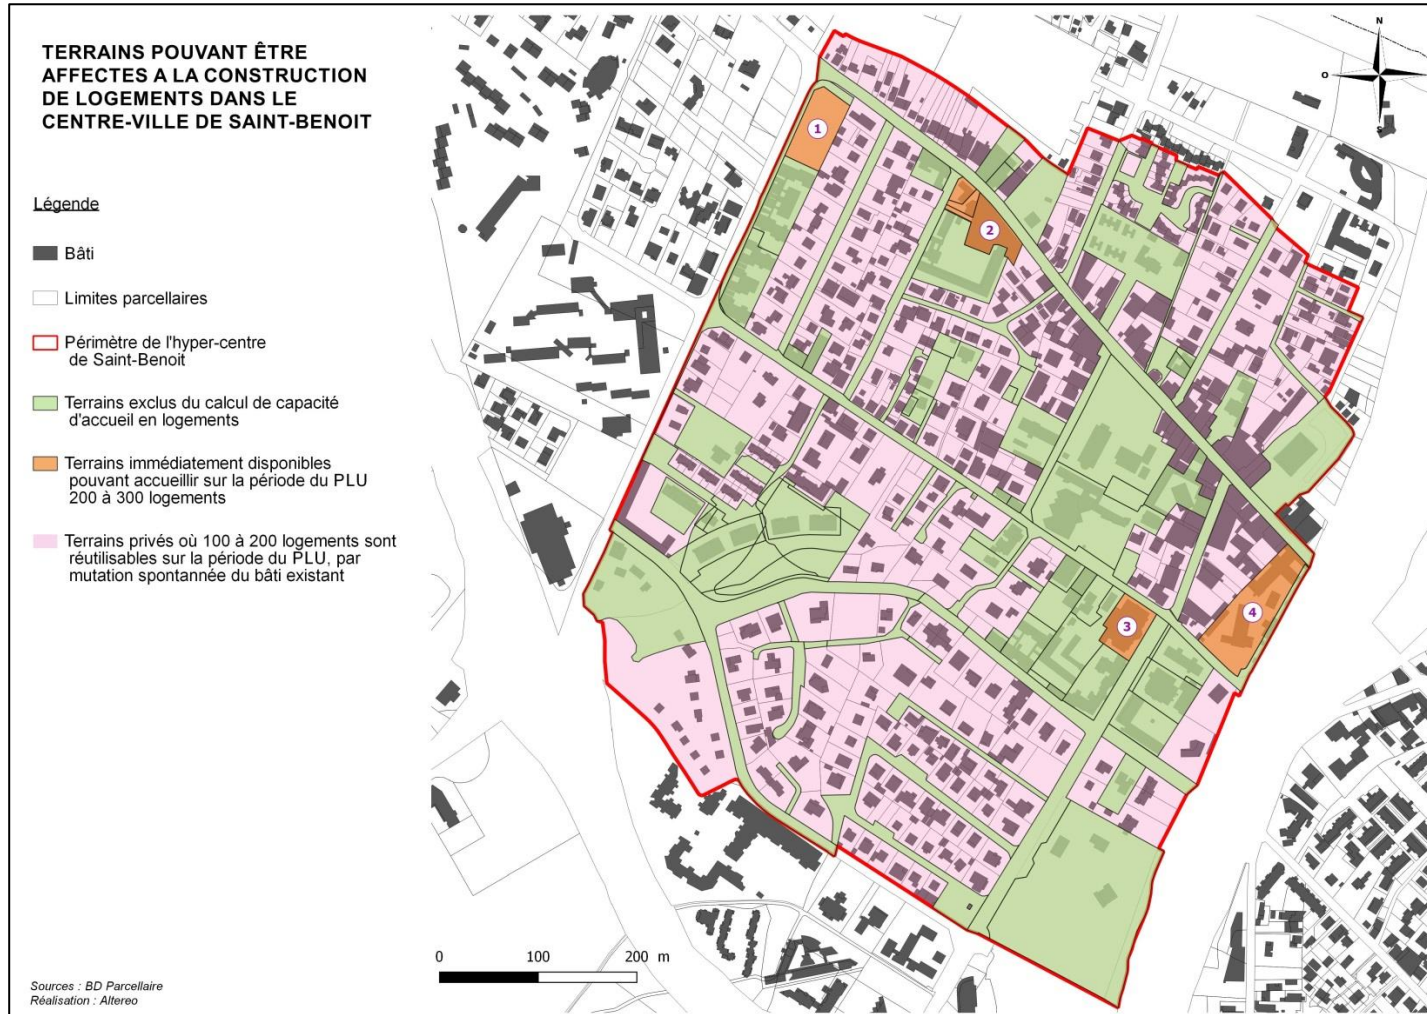 TERRAINS POUVANT ÊTRE
AFFECTES A LA CONSTRUCTION
DE LOGEMENTS DANS LE
CENTRE-VILLE DE SAINT-BENOIT
Légende
Bâti
Limites parcellaires
Périmètre de l'hyper-centre
de Saint-Benoit
Terrains exclus du calcul de capacité
d'accueil en logements
Terrains immédiatement disponibles
pouvant accueillir sur la période du PLU
200 à 300 logements
Terrains privés où 100 à 200 logements sont
réutilisables sur la période du PLU, par
mutation spontannée du bâti existant
Sources : BD Parcellaire
Réalisation : Altereo
N
O
E
S
1
2
3
4
0 100 200 m